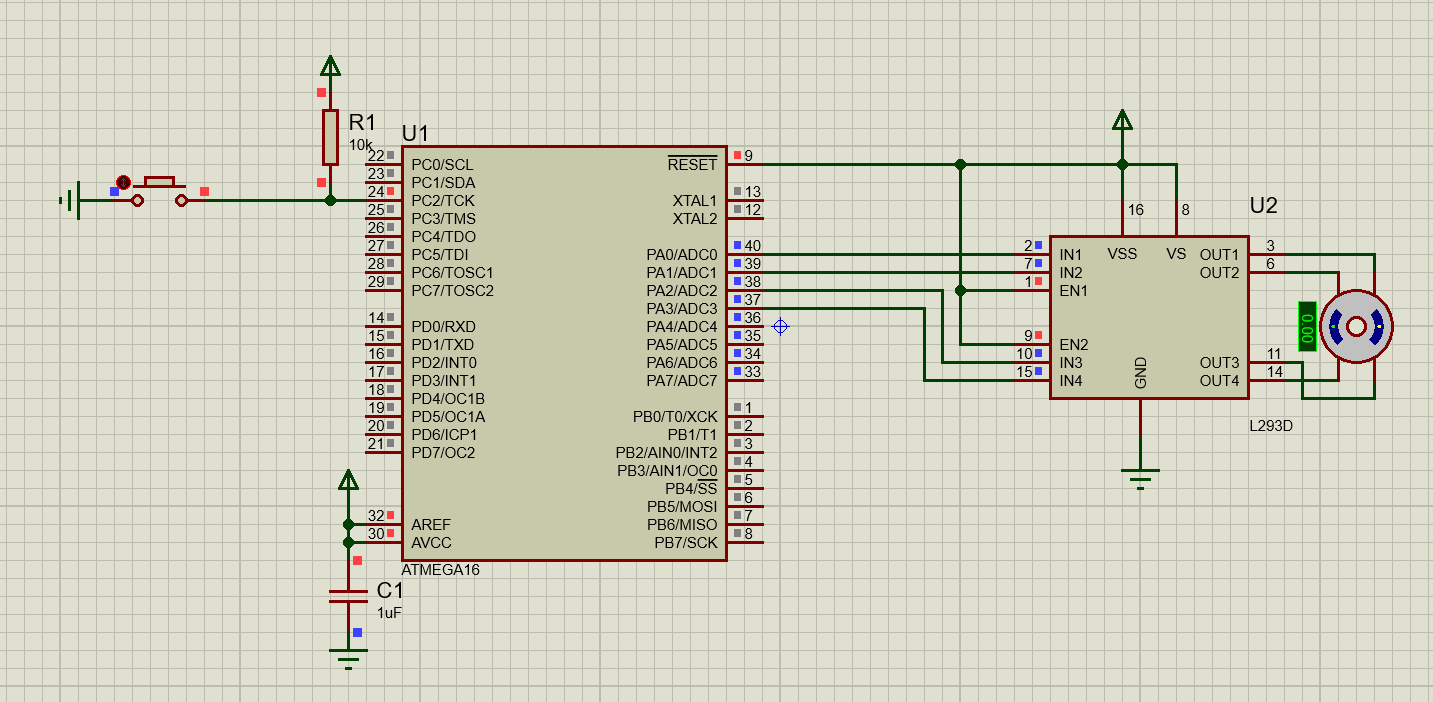 R1
10k
U1
22 PC0/SCL
23 PC1/SDA
24 PC2/TCK
25 PC3/TMS
26 PC4/TDO
27 PC5/TDI
28 PC6/TOSC1
29 PC7/TOSC2
14 PD0/RXD
15 PD1/TXD
16 PD2/INT0
17 PD3/INT1
18 PD4/OC1B
19 PD5/OC1A
20 PD6/ICP1
21 PD7/OC2
32 AREF
30 AVCC
RESET 9
XTAL1 13
XTAL2 12
PA0/ADC0 40
PA1/ADC1 39
PA2/ADC2 38
PA3/ADC3 37
PA4/ADC4 36
PA5/ADC5 35
PA6/ADC6 34
PA7/ADC7 33
PB0/T0/XCK 1
PB1/T1 2
PB2/AIN0/INT2 3
PB3/AIN1/OC0 4
PB4/SS 5
PB5/MOSI 6
PB6/MISO 7
PB7/SCK 8
ATMEGA16
C1
1uF
U2
16 8
VSS VS
2 IN1
7 IN2
1 EN1
9 EN2
10 IN3
15 IN4
GND
OUT1 3
OUT2 6
OUT3 11
OUT4 14
L293D
0.00